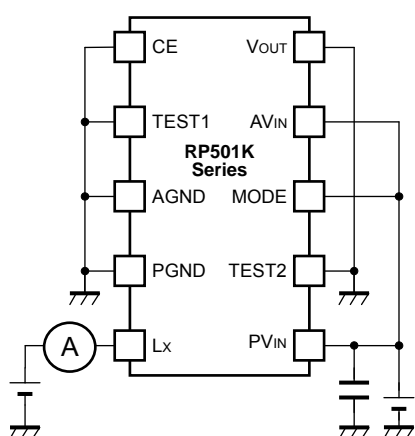 CE VOUT
TEST1 AVIN
RP501K
Series
AGND MODE
PGND TEST2
A LX PVIN